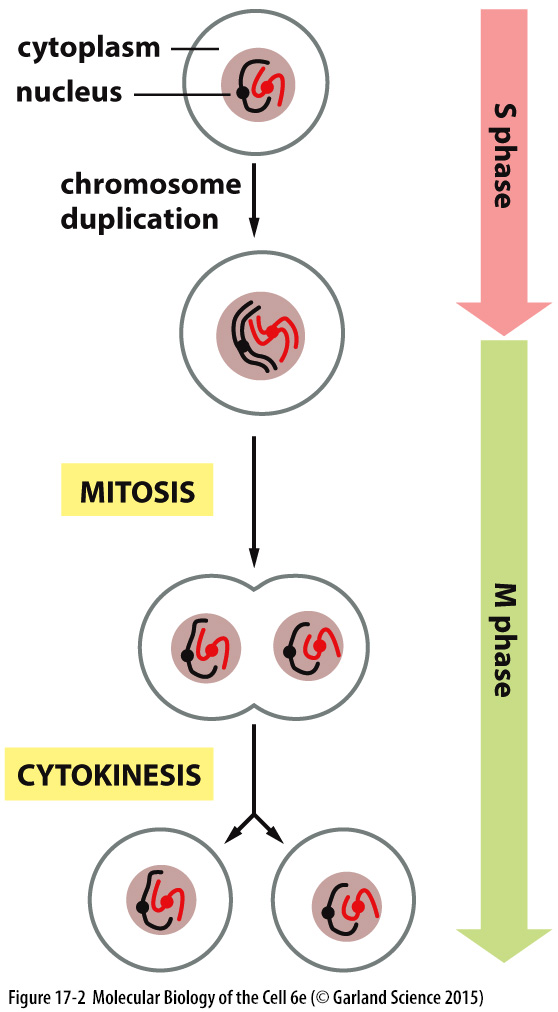 cytoplasm
nucleus
S phase
chromosome
duplication
MITOSIS
M phase
CYTOKINESIS
Figure 17-2 Molecular Biology of the Cell 6e (© Garland Science 2015)